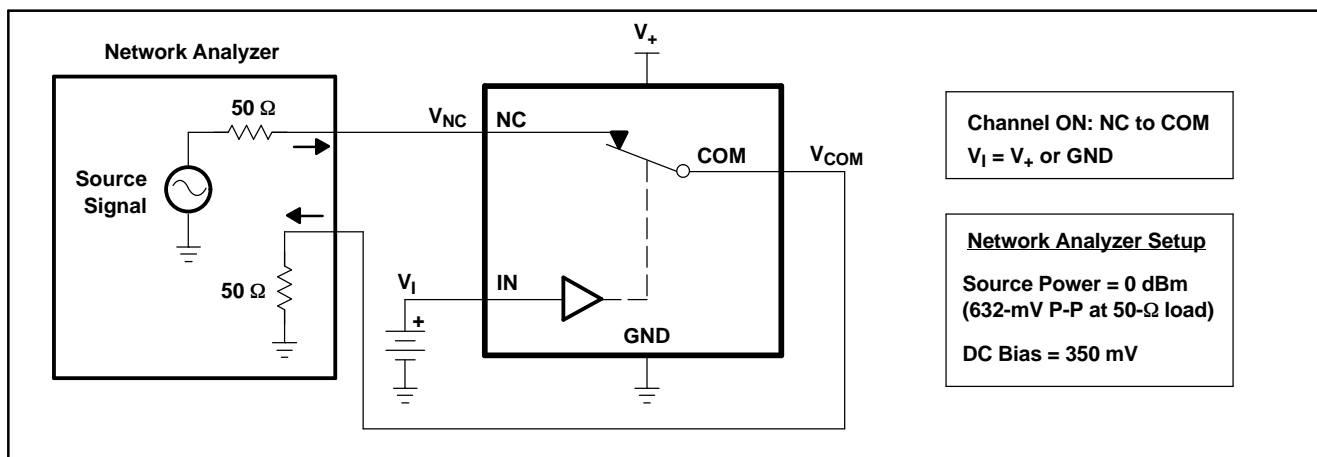 V+
Network Analyzer
50 Ω
VNC
NC
COM
VCOM
Source
Signal
50 Ω
VI
IN
+
GND
Channel ON: NC to COM
VI = V+ or GND
Network Analyzer Setup
Source Power = 0 dBm
(632-mV P-P at 50-Ω load)
DC Bias = 350 mV